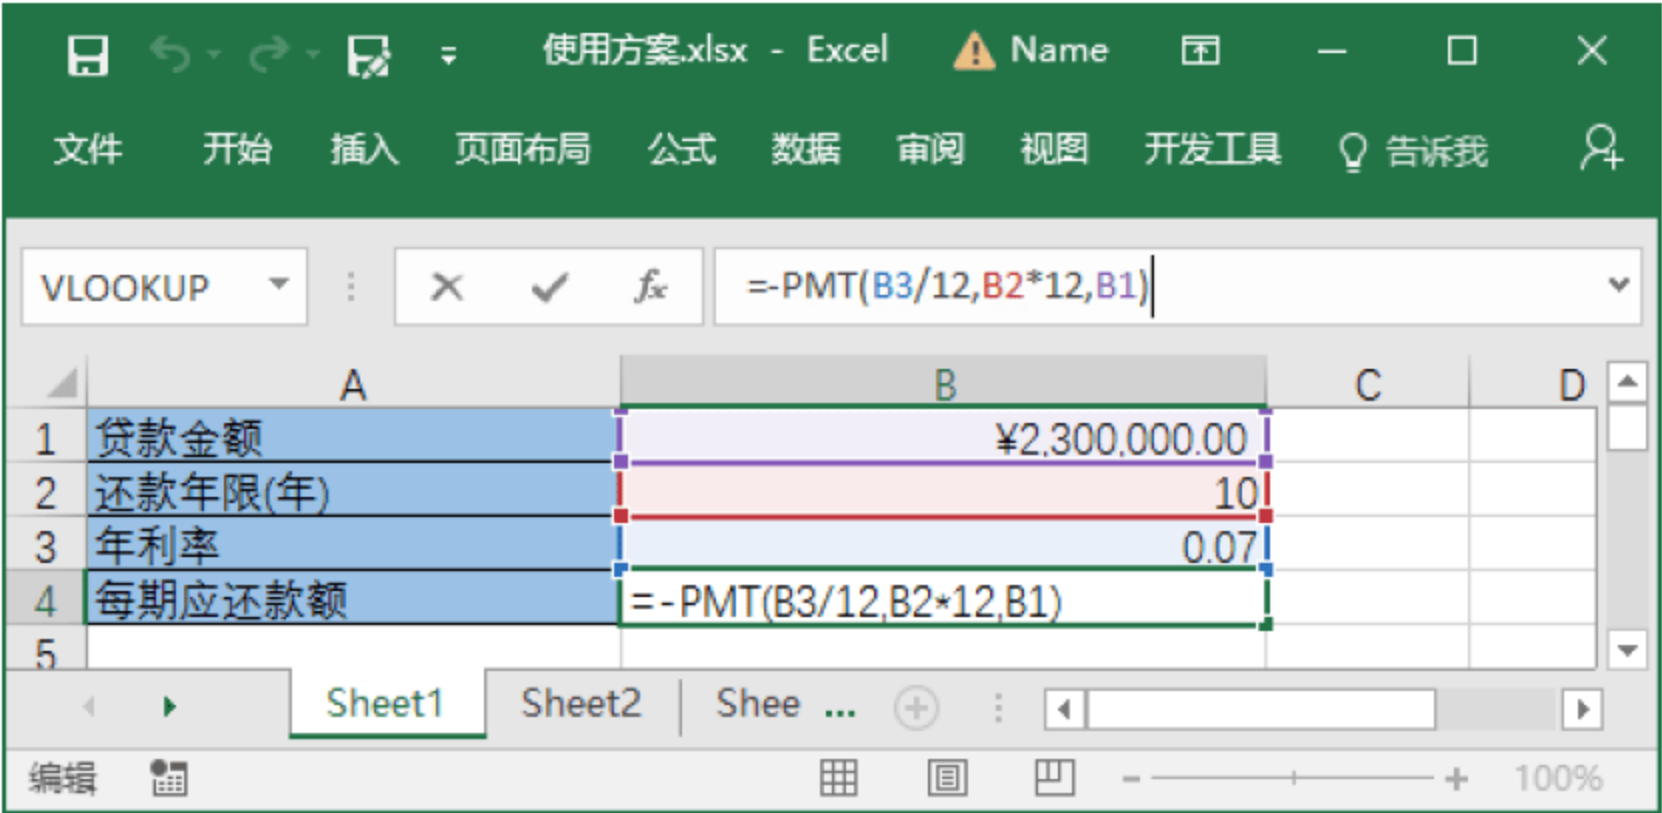 使用方案.xlsx - Excel Name
文件 开始 插入 页面布局 公式 数据 审阅 视图 开发工具 告诉我
VLOOKUP fx =-PMT(B3/12,B2*12,B1)
A B C D
1 贷款金额 ¥2,300,000.00
2 还款年限(年) 10
3 年利率 0.07
4 每期应还款额 =-PMT(B3/12,B2*12,B1)
5
Sheet1 Sheet2 Shee ...
编辑 100%